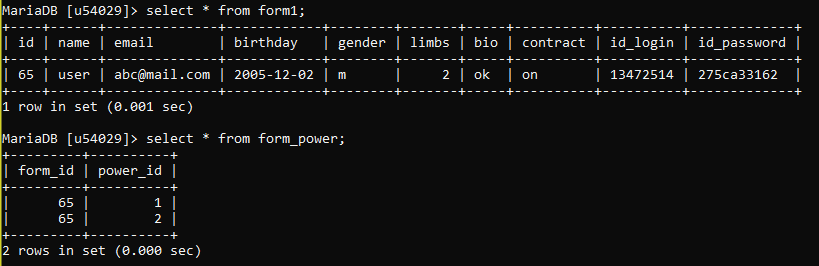 MariaDB [u54029]> select * from form1;
+----+------+--------------+------------+--------+-------+-----+----------+----------+-------------+
| id | name | email        | birthday   | gender | limbs | bio | contract | id_login | id_password |
+----+------+--------------+------------+--------+-------+-----+----------+----------+-------------+
| 65 | user | abc@mail.com | 2005-12-02 | m      |     2 | ok  | on       | 13472514 | 275ca33162  |
+----+------+--------------+------------+--------+-------+-----+----------+----------+-------------+
1 row in set (0.001 sec)

MariaDB [u54029]> select * from form_power;
+---------+----------+
| form_id | power_id |
+---------+----------+
|      65 |        1 |
|      65 |        2 |
+---------+----------+
2 rows in set (0.000 sec)